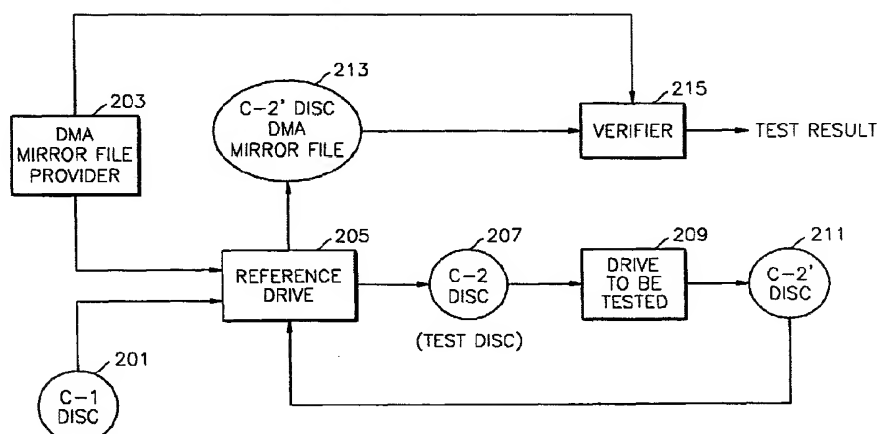 203
DMA
MIRROR FILE
PROVIDER
213
C-2' DISC
DMA
MIRROR FILE
215
VERIFIER
TEST RESULT
205
REFERENCE
DRIVE
207
C-2
DISC
(TEST DISC)
209
DRIVE
TO BE
TESTED
211
C-2'
DISC
201
C-1
DISC